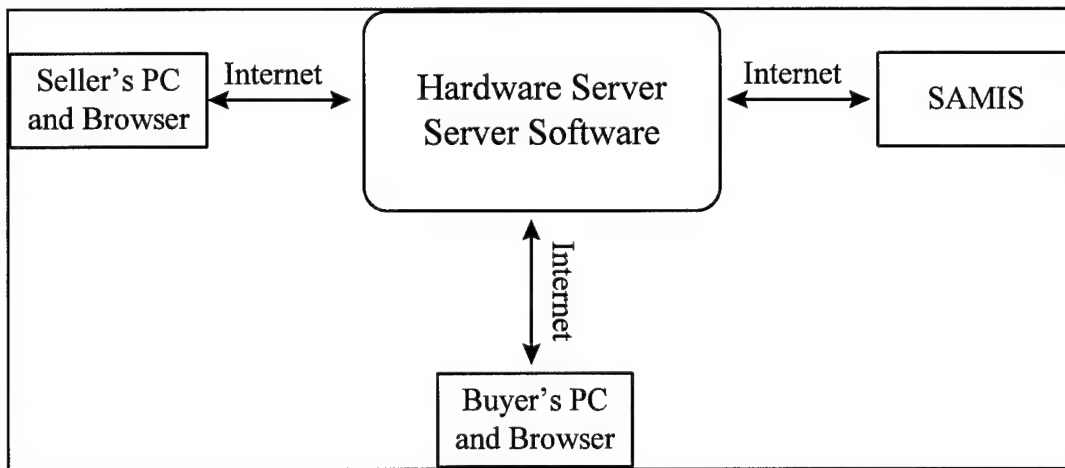 Seller's PC
and Browser
Internet
Hardware Server
Server Software
Internet
SAMIS
Internet
Buyer's PC
and Browser